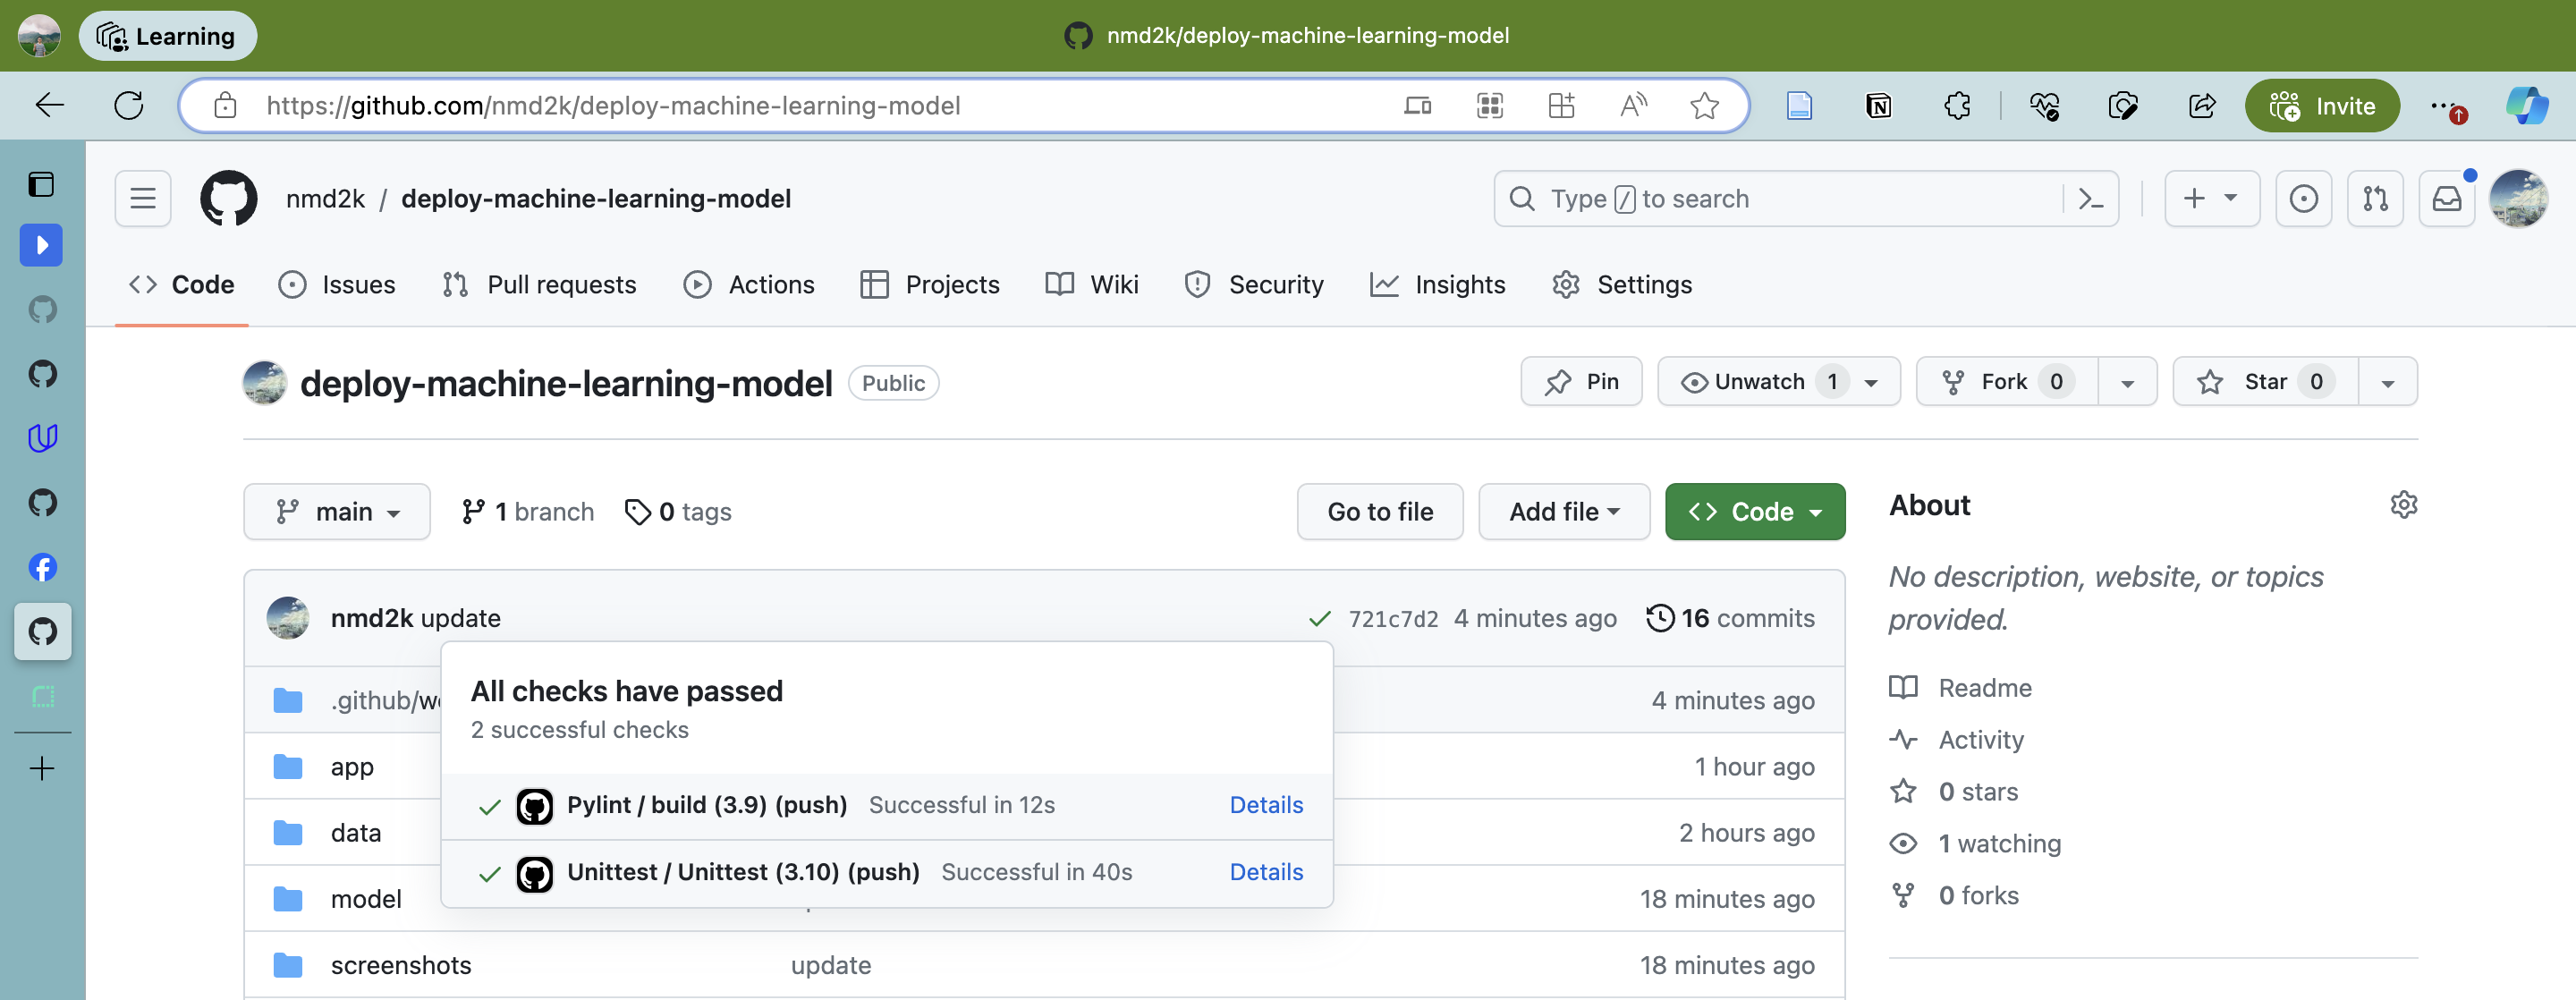 Learning
nmd2k/deploy-machine-learning-model
https://github.com/nmd2k/deploy-machine-learning-model
Invite
nmd2k / deploy-machine-learning-model
Type / to search
Code Issues Pull requests Actions Projects Wiki Security Insights Settings
deploy-machine-learning-model Public
Pin Unwatch 1 Fork 0 Star 0
main 1 branch 0 tags Go to file Add file Code
About
No description, website, or topics
provided.
nmd2k update 721c7d2 4 minutes ago 16 commits
All checks have passed
2 successful checks
Pylint / build (3.9) (push) Successful in 12s Details
Unittest / Unittest (3.10) (push) Successful in 40s Details
.github/ 4 minutes ago
app 1 hour ago
data 2 hours ago
model 18 minutes ago
screenshots update 18 minutes ago
Readme
Activity
0 stars
1 watching
0 forks